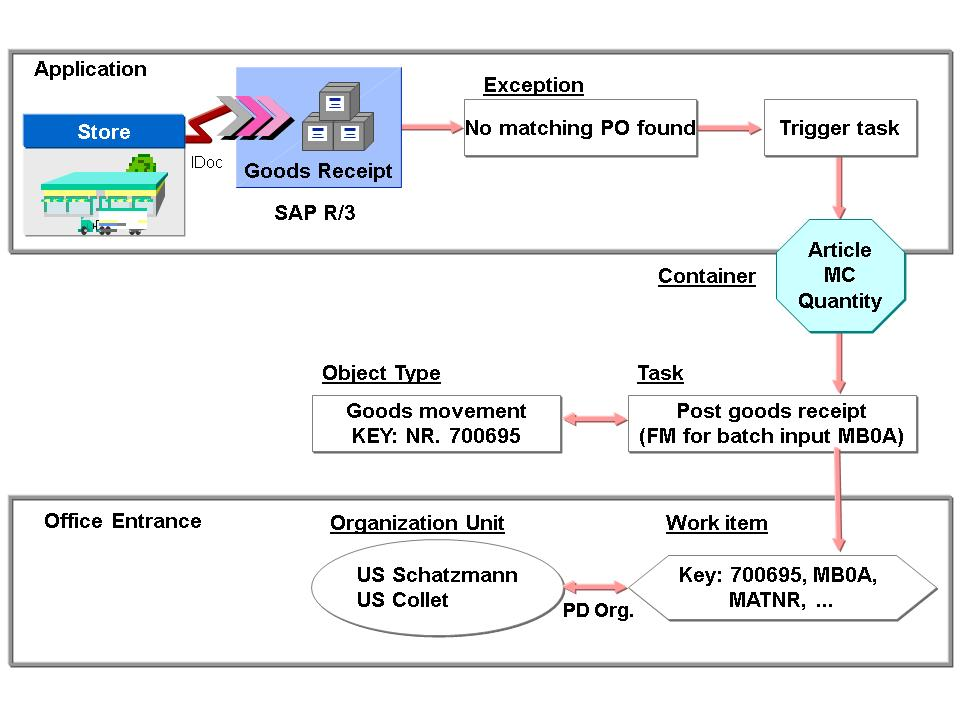 Application
Store
IDoc
Goods Receipt
SAP R/3
Exception
No matching PO found
Trigger task
Container
Article
MC
Quantity
Object Type
Goods movement
KEY: NR. 700695
Task
Post goods receipt
(FM for batch input MB0A)
Office Entrance
Organization Unit
US Schatzmann
US Collet
PD Org.
Work item
Key: 700695, MB0A,
MATNR, ...